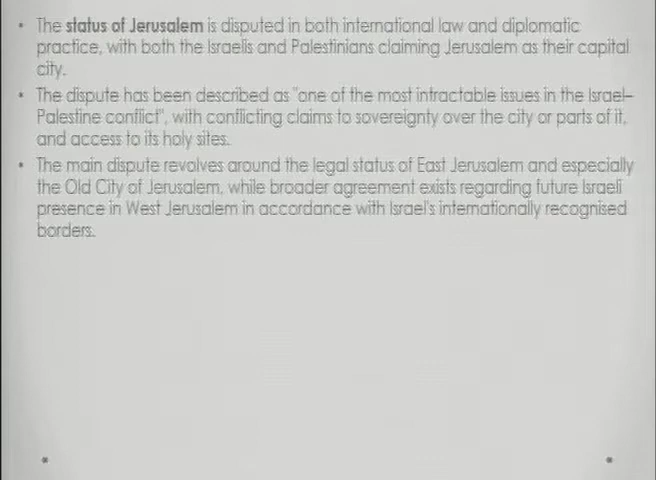 • The status of Jerusalem is disputed in both international law and diplomatic
practice, with both the Israelis and Palestinians claiming Jerusalem as their capital
city.
• The dispute has been described as "one of the most intractable issues in the Israel–
Palestine conflict", with conflicting claims to sovereignty over the city or parts of it,
and access to its holy sites.
• The main dispute revolves around the legal status of East Jerusalem and especially
the Old City of Jerusalem, while broader agreement exists regarding future Israeli
presence in West Jerusalem in accordance with Israel's internationally recognised
borders.